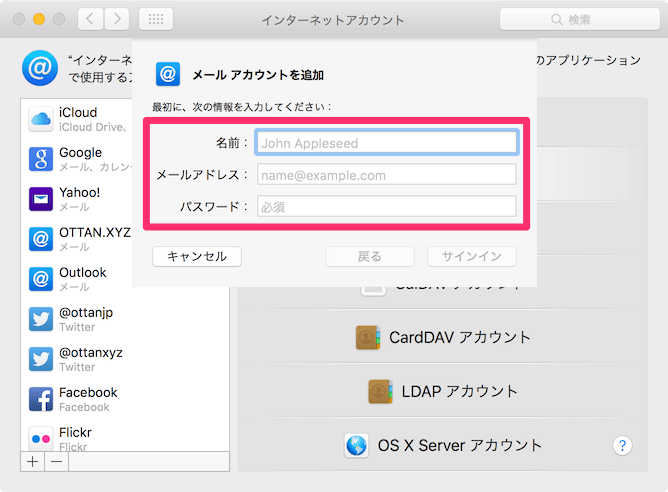 インターネットアカウント
検索
“インターネ
のアプリケーション
で使用するア
メール アカウントを追加
最初に、次の情報を入力してください：
名前：
John Appleseed
メールアドレス：
name@example.com
パスワード：
必須
キャンセル
戻る
サインイン
iCloud
iCloud Drive、
Google
メール、カレン
Yahoo!
メール
OTTAN.XYZ
メール
Outlook
メール
@ottanjp
Twitter
@ottanxyz
Twitter
Facebook
Facebook
Flickr
Flickr
CalDAV アカウント
CardDAV アカウント
LDAP アカウント
OS X Server アカウント
?